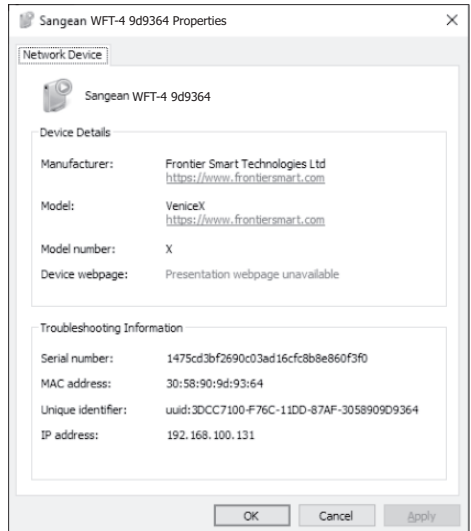 Sangean WFT-4 9d9364 Properties
Network Device
Sangean WFT-4 9d9364
Device Details
Manufacturer: Frontier Smart Technologies Ltd
https://www.frontiersmart.com
Model: VeniceX
https://www.frontiersmart.com
Model number: X
Device webpage: Presentation webpage unavailable
Troubleshooting Information
Serial number: 1475cd3bf2690c03ad16cfc8b8e860f3f0
MAC address: 30:58:90:9d:93:64
Unique identifier: uuid:3DCC7100-F76C-11DD-87AF-3058909D9364
IP address: 192.168.100.131
OK Cancel Apply